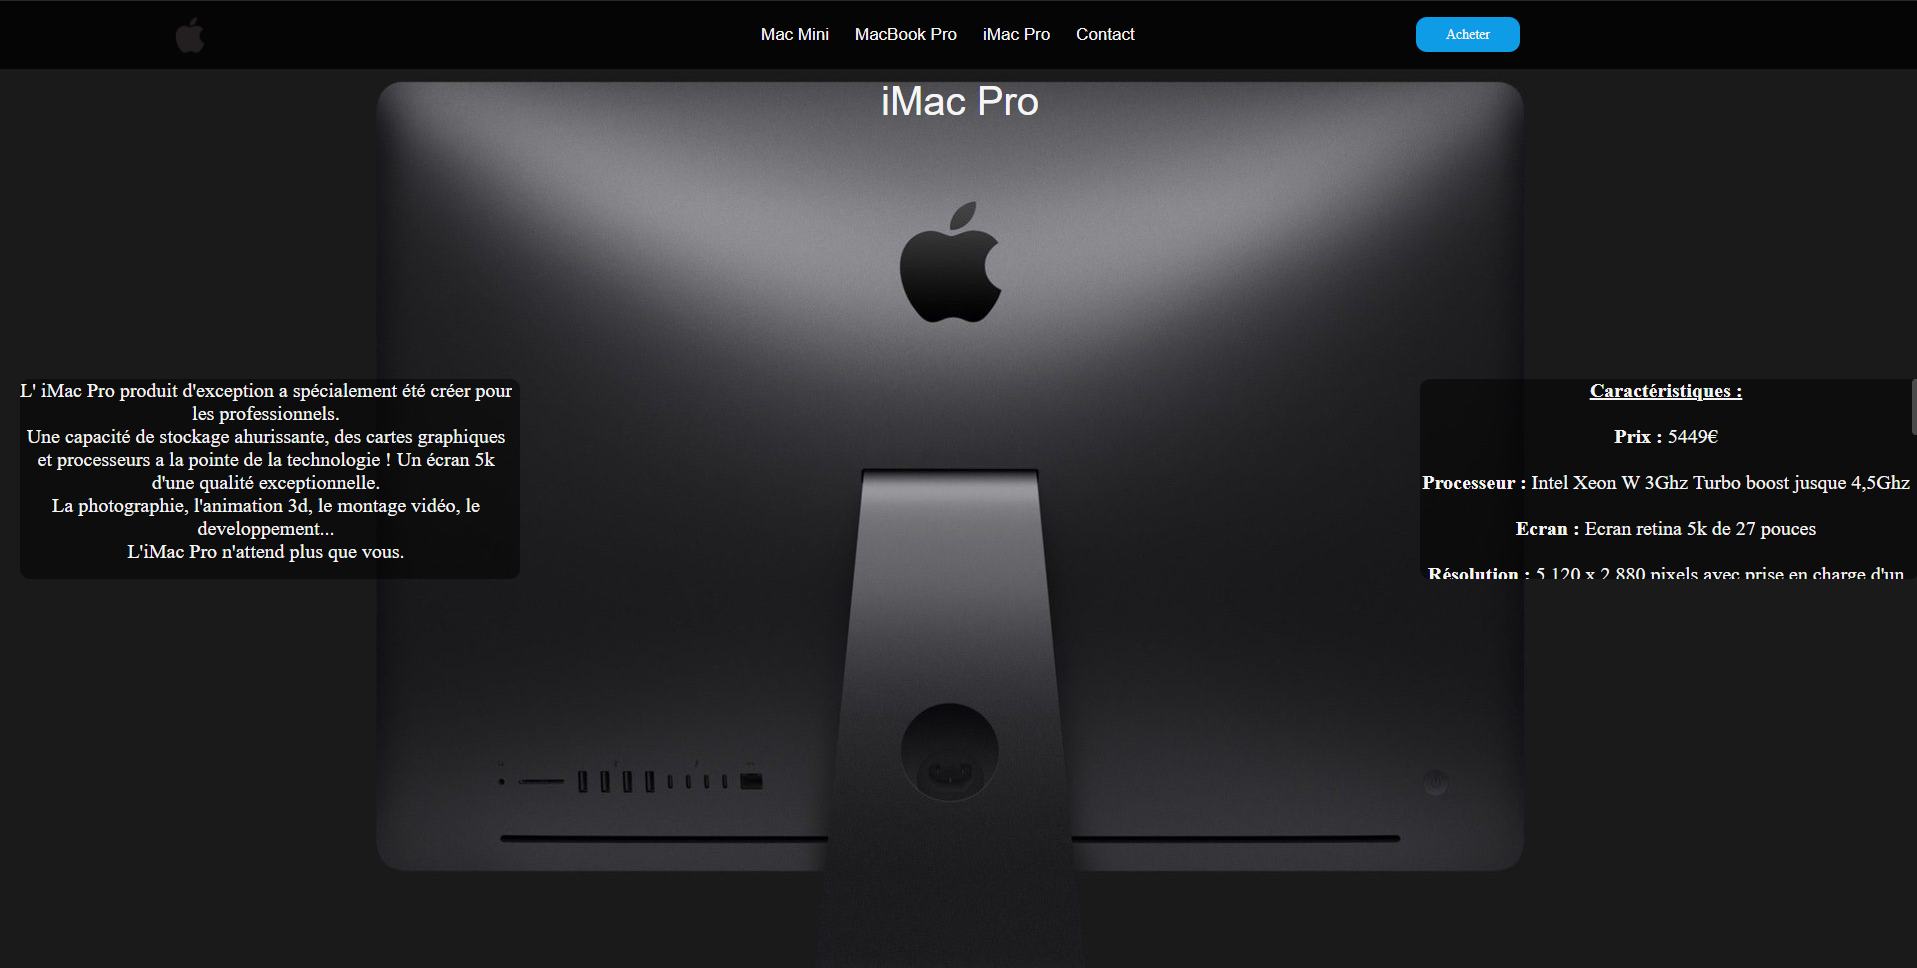 Mac Mini MacBook Pro iMac Pro Contact Acheter
iMac Pro
L' iMac Pro produit d'exception a spécialement été créer pour
les professionnels.
Une capacité de stockage ahurissante, des cartes graphiques
et processeurs a la pointe de la technologie ! Un écran 5k
d'une qualité exceptionnelle.
La photographie, l'animation 3d, le montage vidéo, le
developpement...
L'iMac Pro n'attend plus que vous.
Caractéristiques :
Prix : 5449€
Processeur : Intel Xeon W 3Ghz Turbo boost jusque 4,5Ghz
Ecran : Ecran retina 5k de 27 pouces
Résolution : 5 120 x 2 880 pixels avec prise en charge d'un